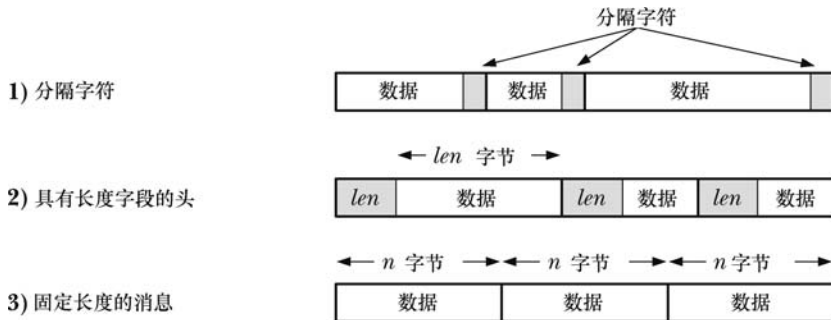 分隔字符
1) 分隔字符 数据 数据 数据
len 字节
2) 具有长度字段的头 len 数据 len 数据 len 数据
n 字节 n 字节 n 字节
3) 固定长度的消息 数据 数据 数据